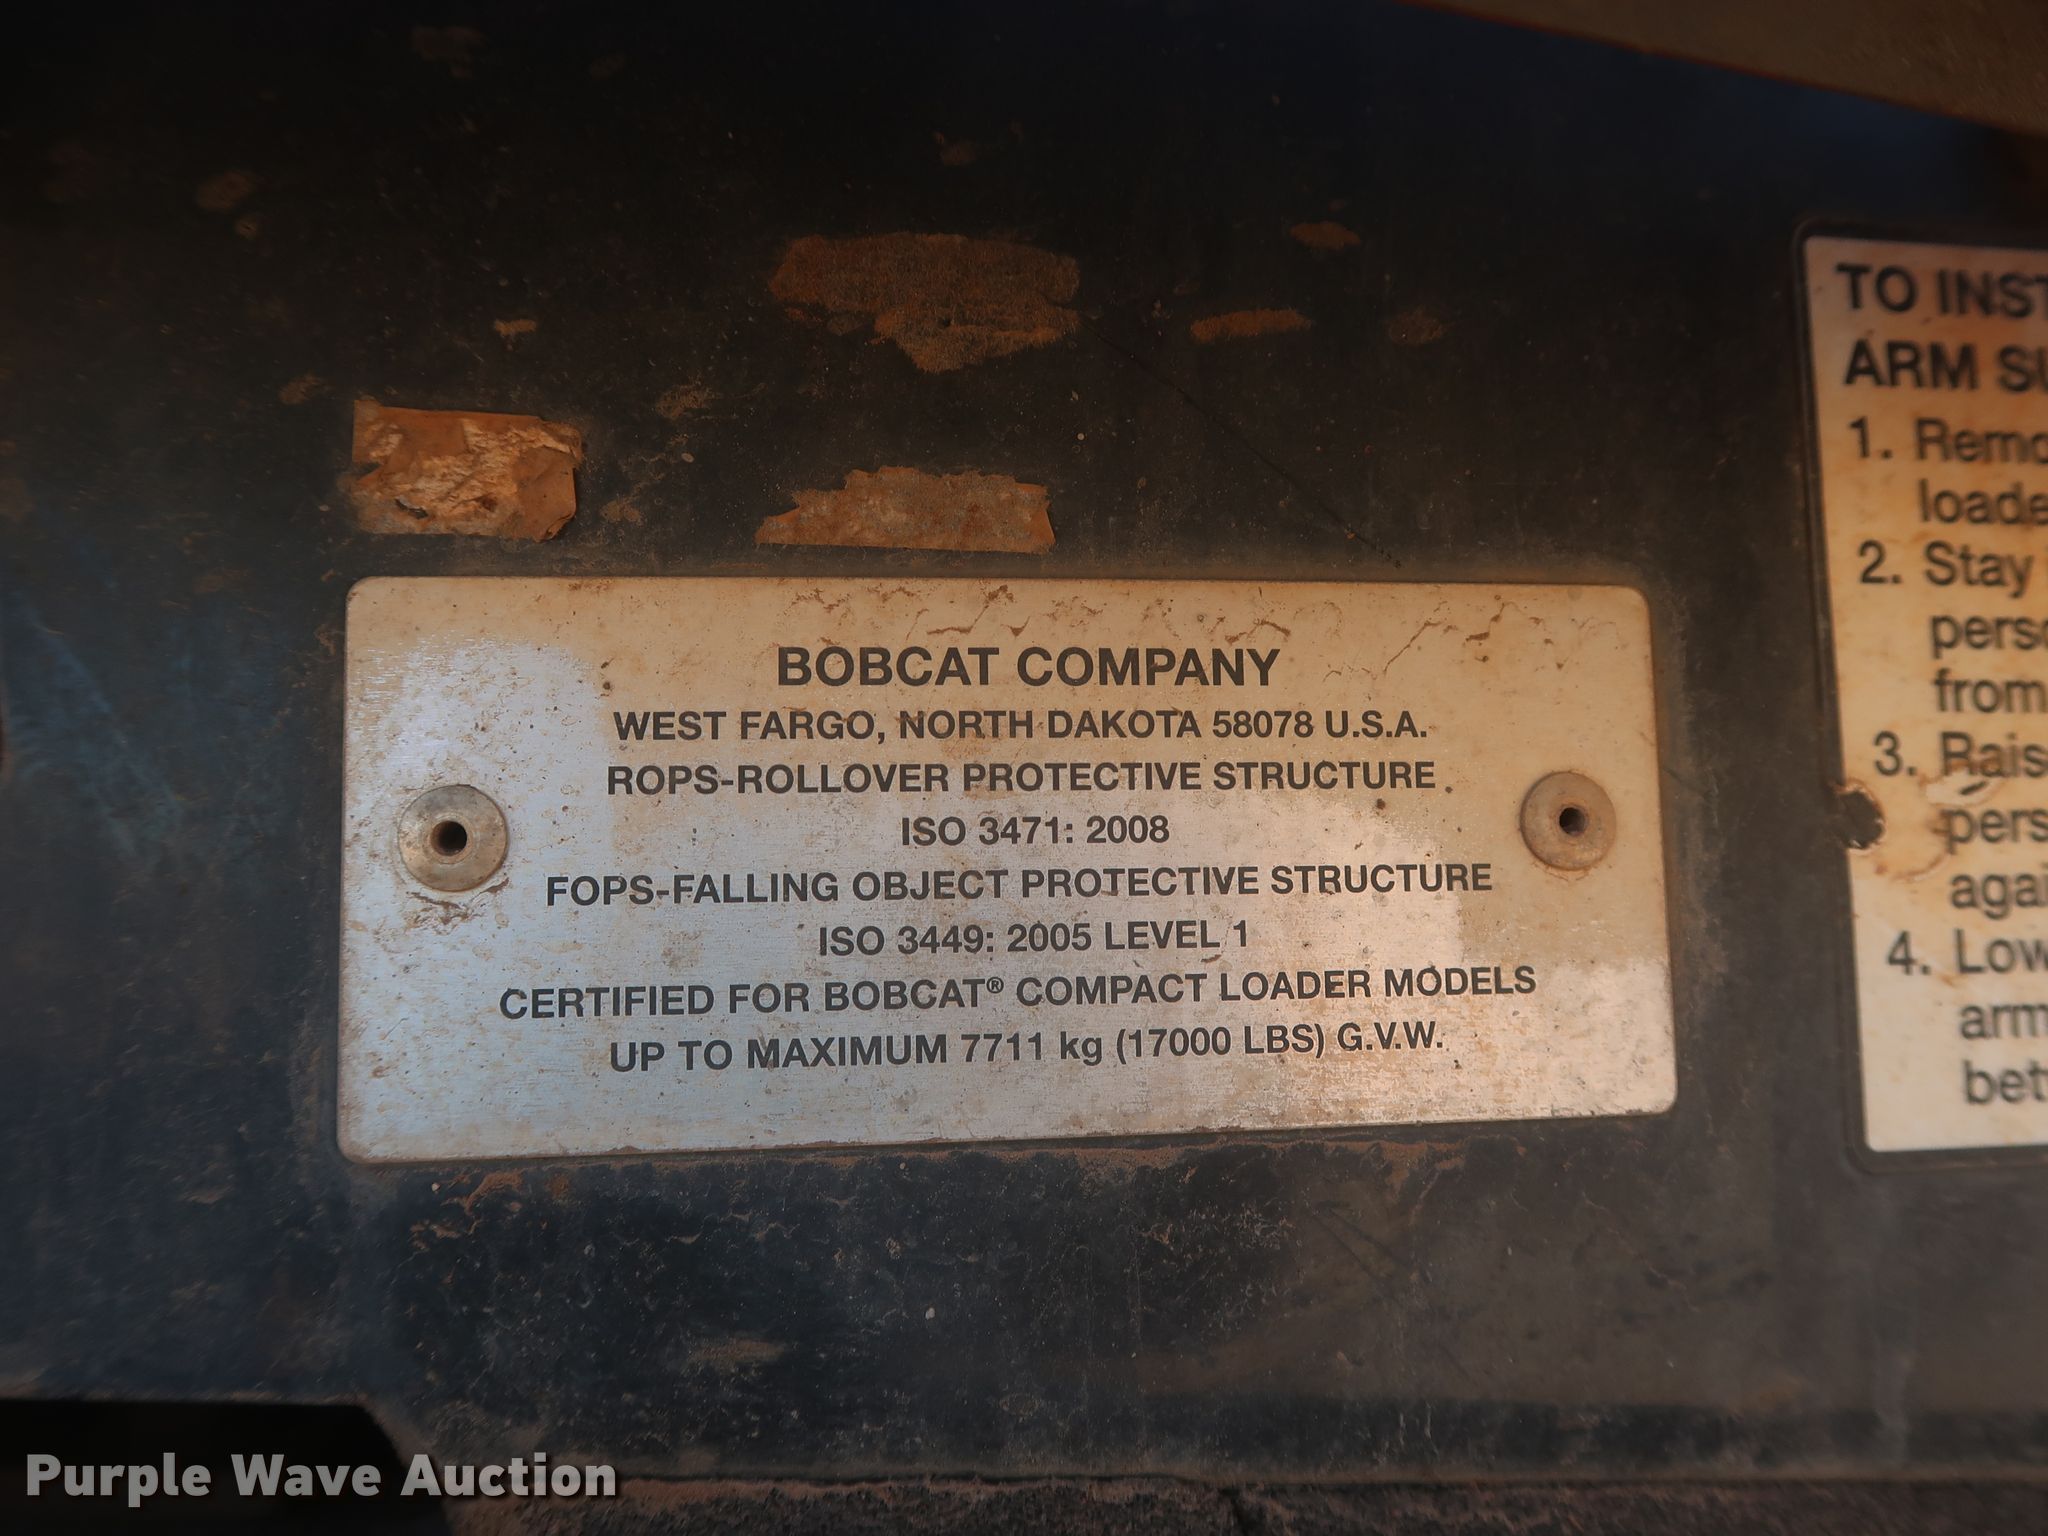 BOBCAT COMPANY
WEST FARGO, NORTH DAKOTA 58078 U.S.A.
ROPS-ROLLOVER PROTECTIVE STRUCTURE
ISO 3471: 2008
FOPS-FALLING OBJECT PROTECTIVE STRUCTURE
ISO 3449: 2005 LEVEL 1
CERTIFIED FOR BOBCAT® COMPACT LOADER MODELS
UP TO MAXIMUM 7711 kg (17000 LBS) G.V.W.
TO INST
ARM SU
1. Remo
loade
2. Stay
perso
from
3. Rais
pers
agai
4. Low
arm
bet
Purple Wave Auction